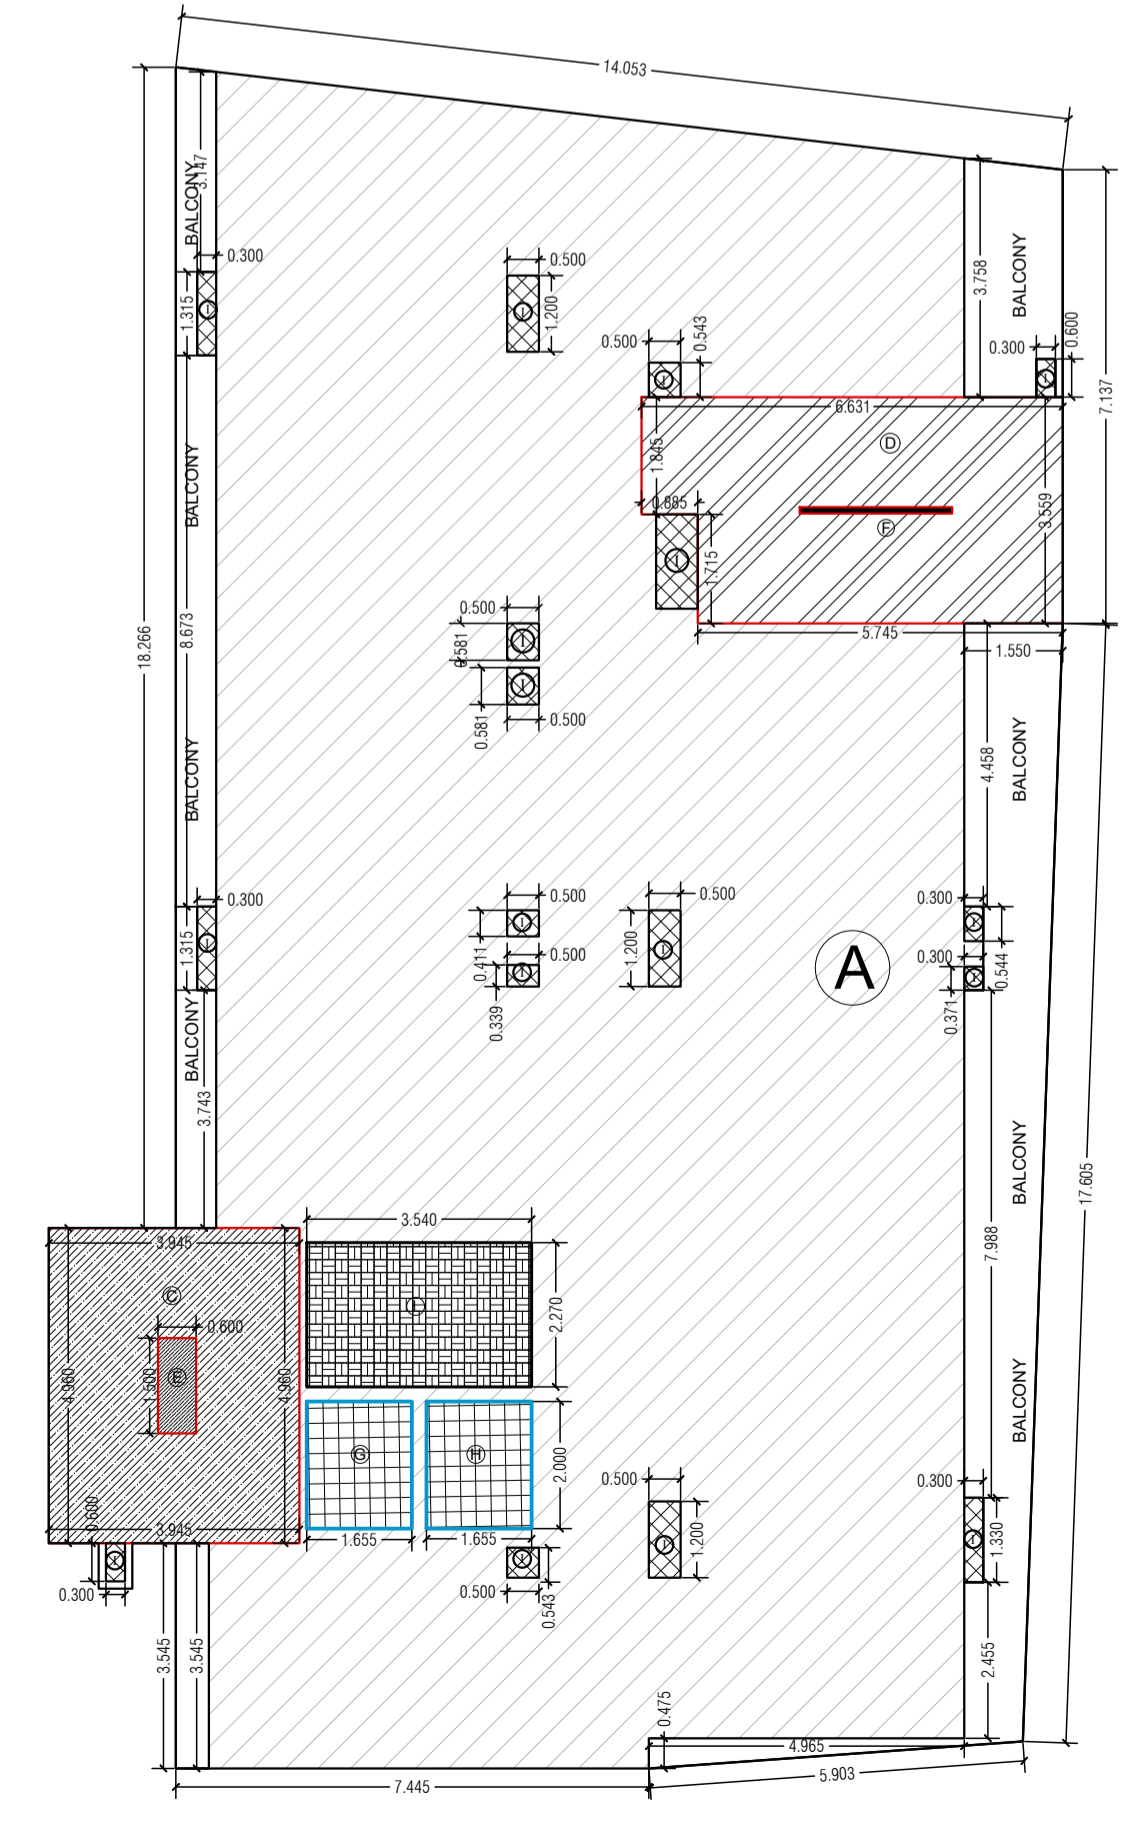 14.053
BALCONY
3.147
0.300
1.315
I
0.500
1.200
I
3.758
BALCONY
0.500
0.543
I
0.300
0.600
I
7.137
6.631
D
1.845
0.885
3.559
F
I
1.715
BALCONY
8.673
18.266
0.500
0.581
I
I
0.581
0.500
5.745
1.550
BALCONY
4.458
BALCONY
0.300
1.315
I
0.500
0.411
I
0.500
I
0.339
0.500
1.200
I
A
0.300
I
0.544
0.300
I
0.371
BALCONY
3.743
BALCONY
17.605
7.988
3.540
3.945
C
L
2.270
0.600
4.960
1.500
E
4.960
BALCONY
G
H
2.000
0.600
3.945
1.655
1.655
I
0.300
I
0.500
0.543
0.500
1.200
I
0.300
1.330
I
3.545
3.545
2.455
0.475
4.965
7.445
5.903